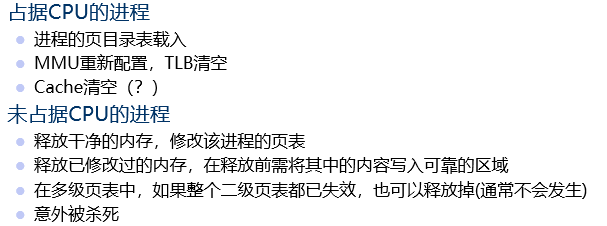 占据CPU的进程
进程的页目录表载入
MMU重新配置，TLB清空
Cache清空（？）
未占据CPU的进程
释放干净的内存，修改该进程的页表
释放已修改过的内存，在释放前需将其中的内容写入可靠的区域
在多级页表中，如果整个二级页表都已失效，也可以释放掉(通常不会发生)
意外被杀死